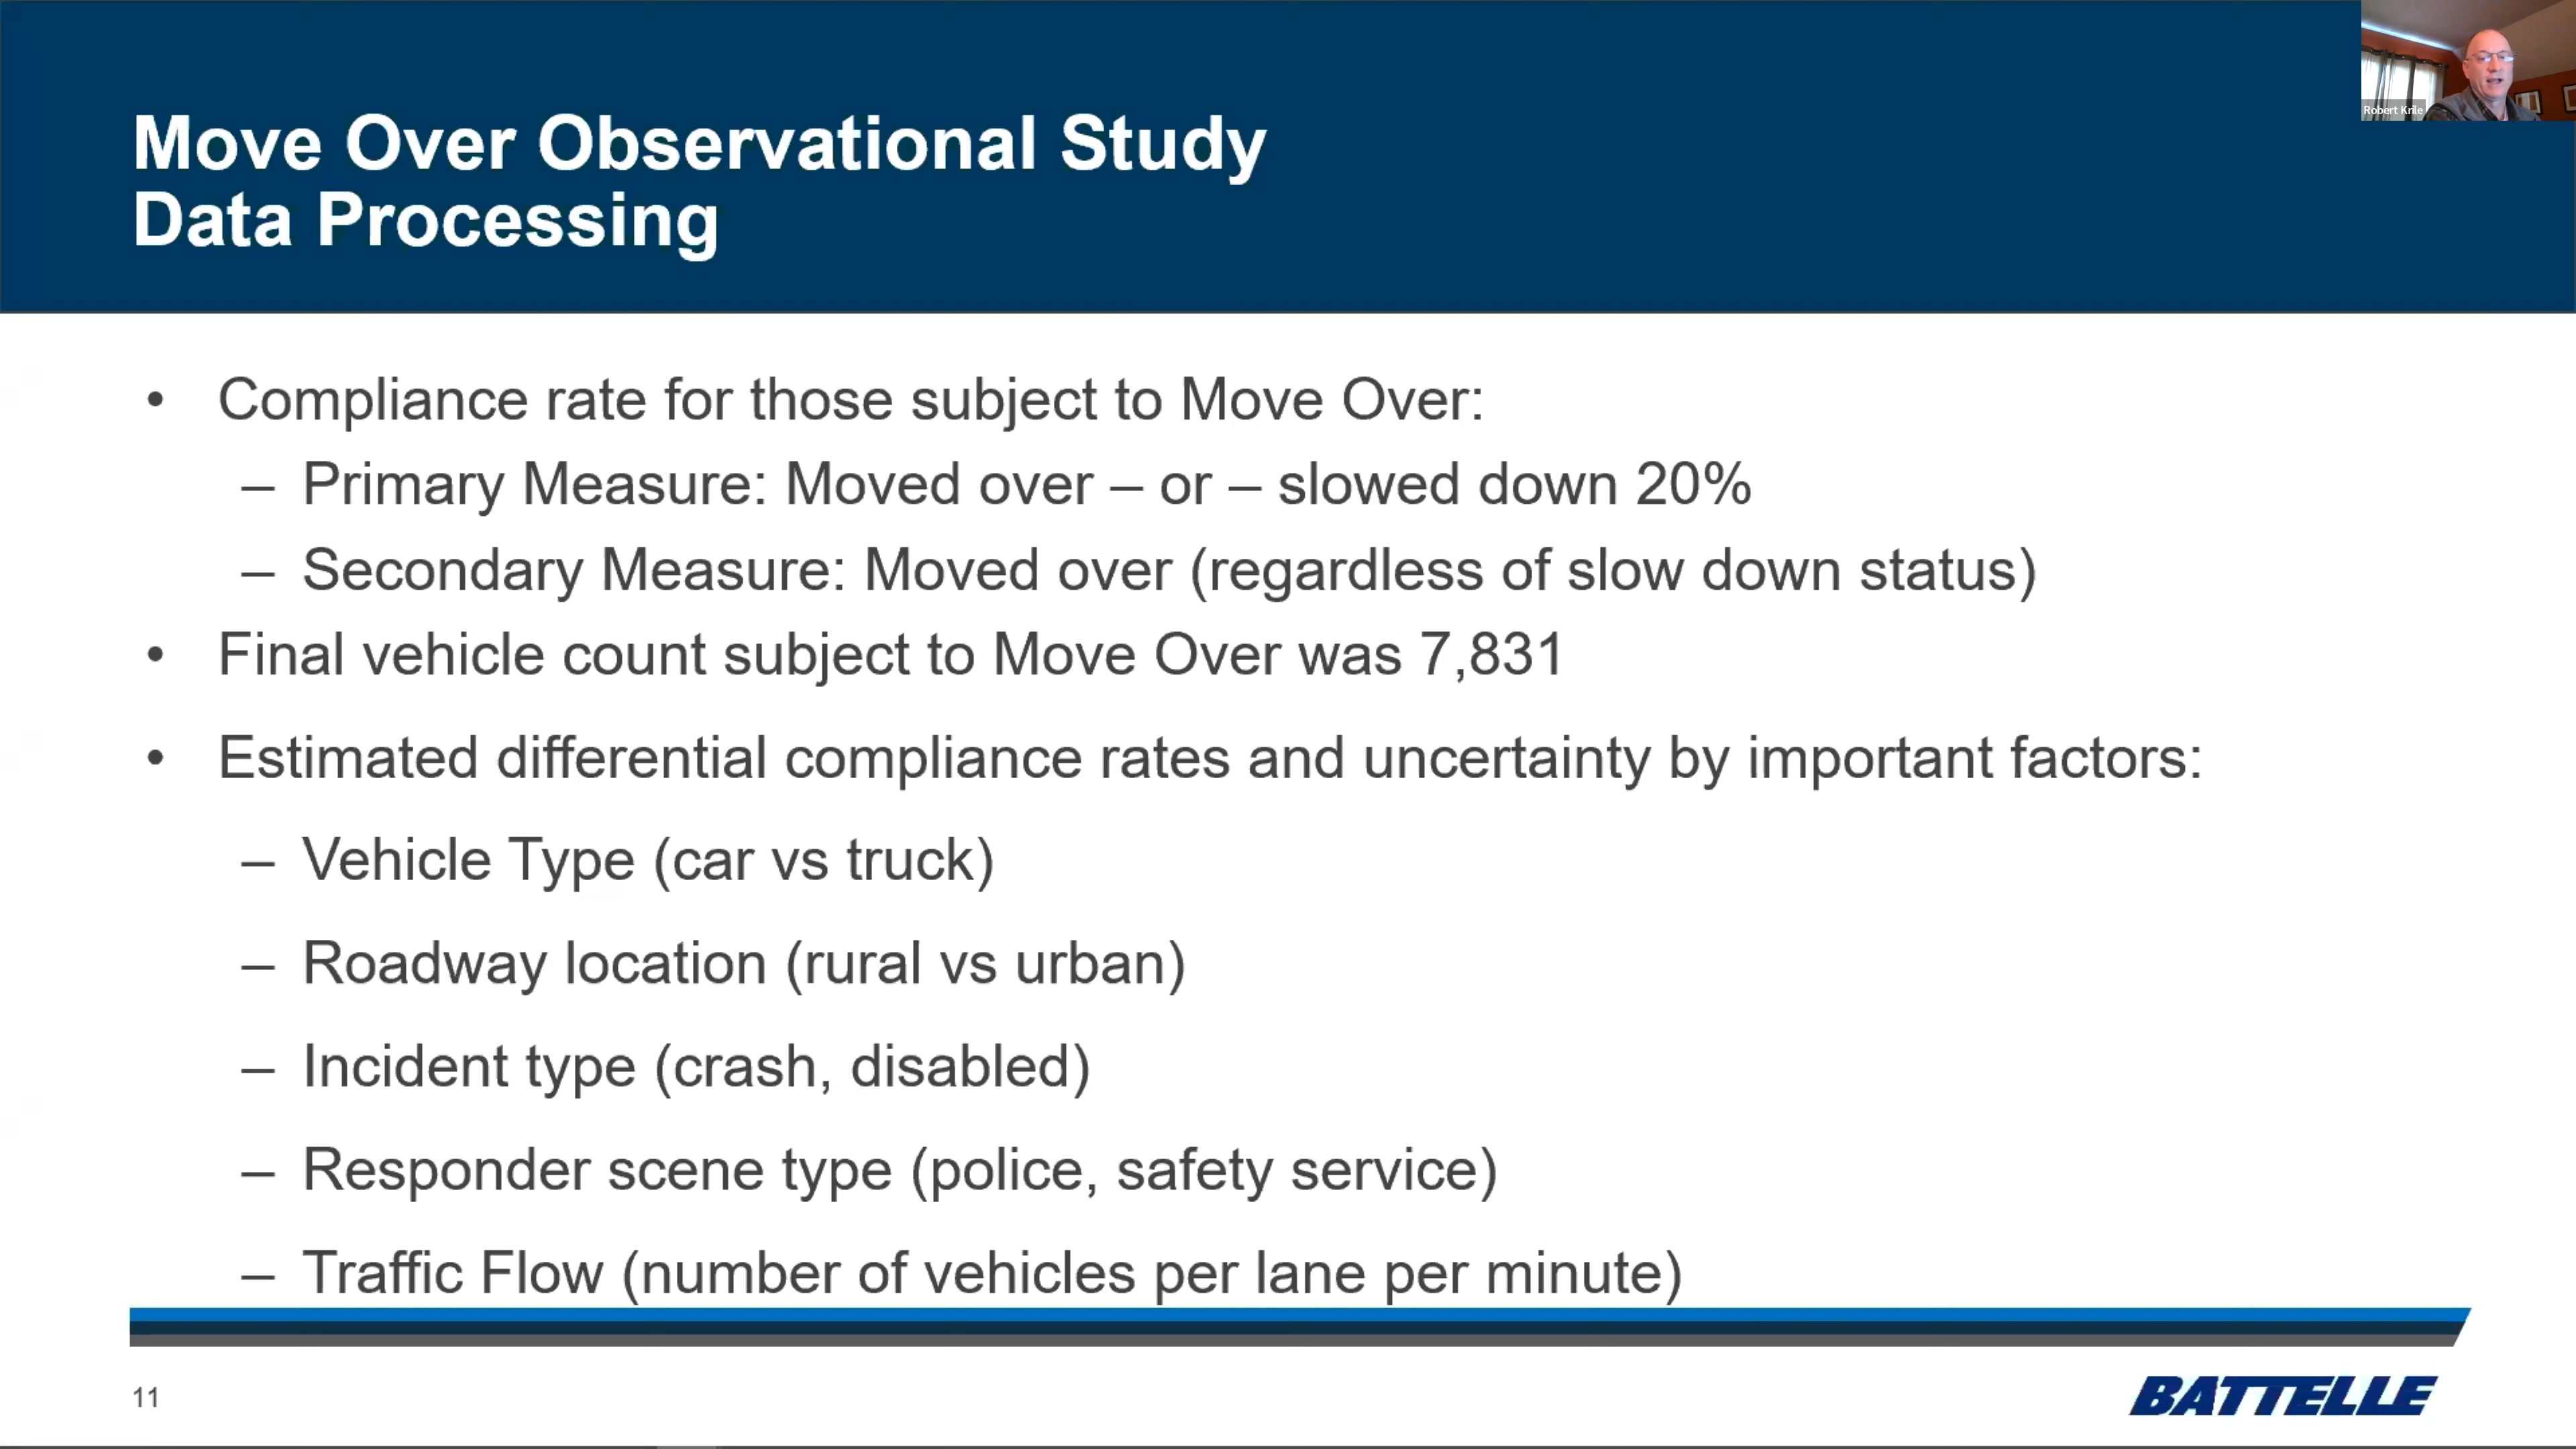 Robert Krile
Move Over Observational Study
Data Processing
• Compliance rate for those subject to Move Over:
– Primary Measure: Moved over – or – slowed down 20%
– Secondary Measure: Moved over (regardless of slow down status)
• Final vehicle count subject to Move Over was 7,831
• Estimated differential compliance rates and uncertainty by important factors:
– Vehicle Type (car vs truck)
– Roadway location (rural vs urban)
– Incident type (crash, disabled)
– Responder scene type (police, safety service)
– Traffic Flow (number of vehicles per lane per minute)
11
BATTELLE